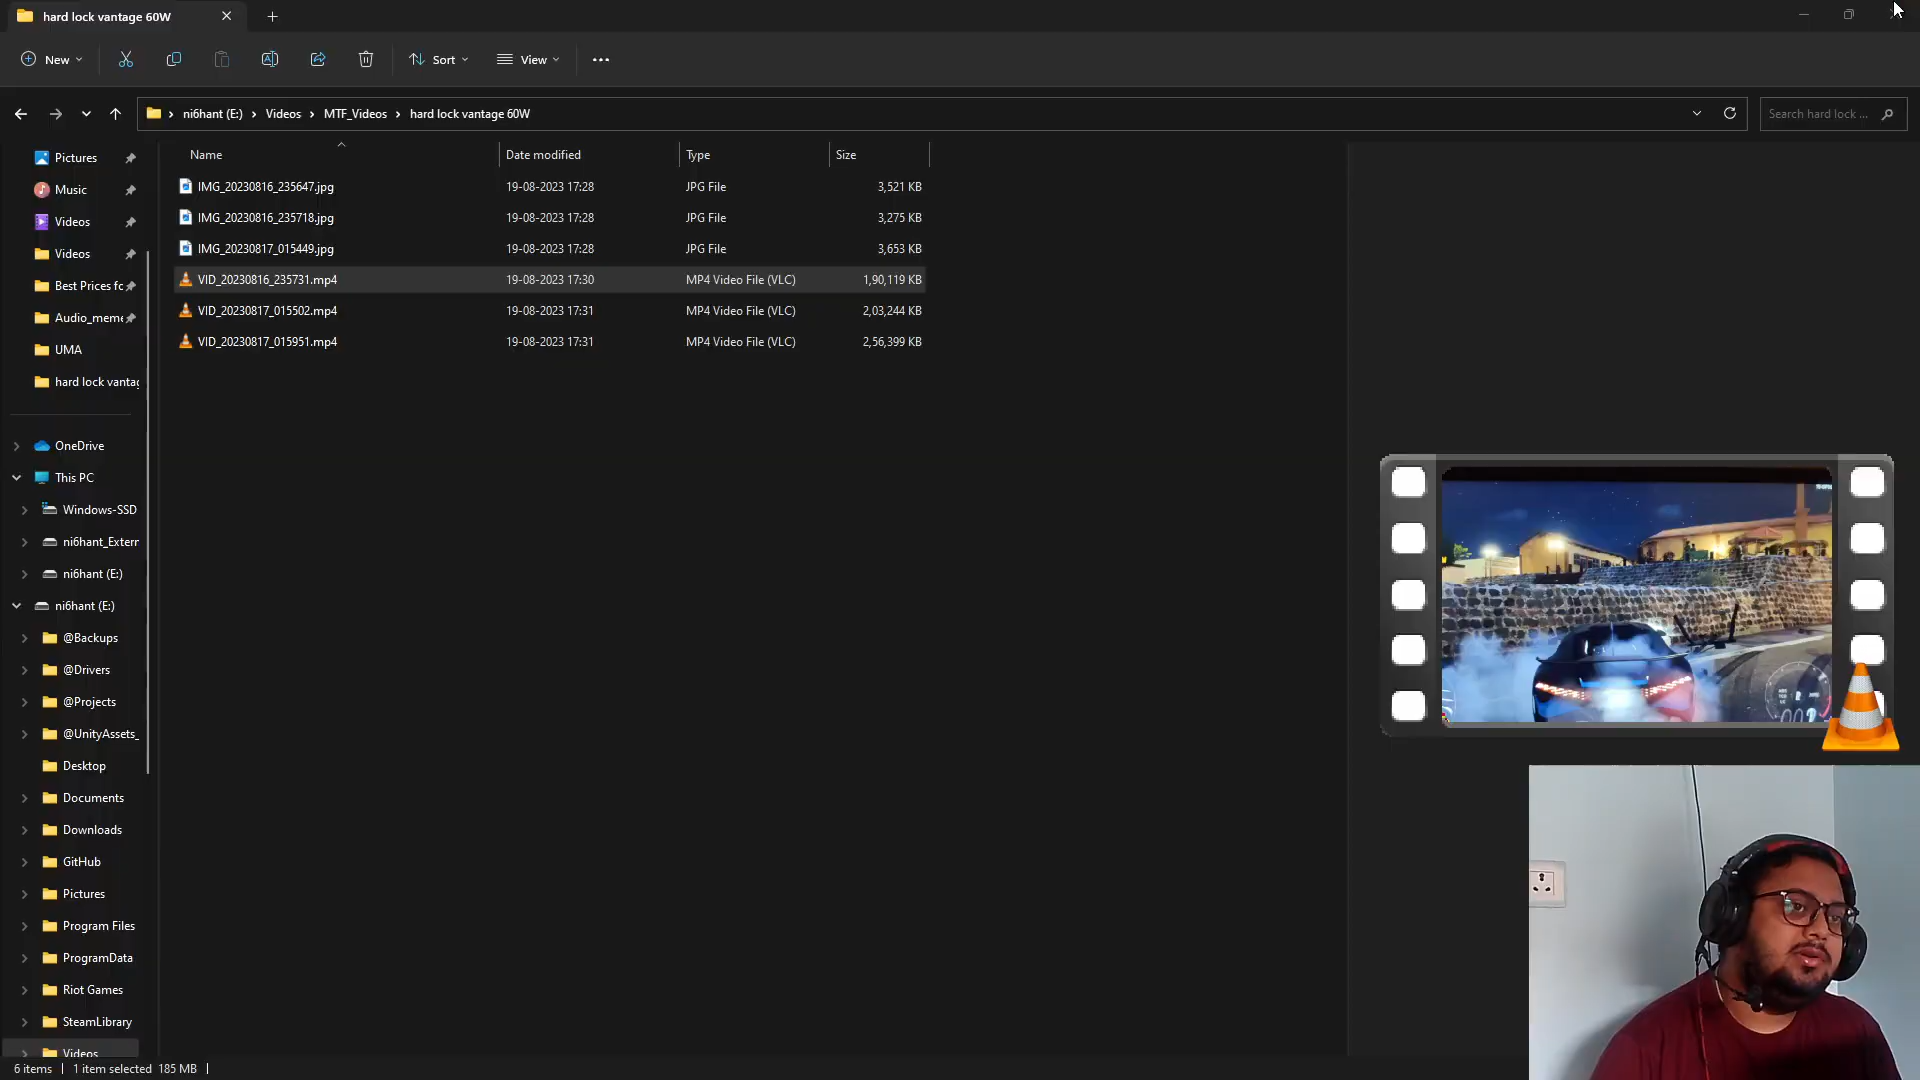 hard lock vantage 60W
New
Sort
View
ni6hant (E:) > Videos > MTF_Videos > hard lock vantage 60W
Search hard lock ...
Name Date modified Type Size
IMG_20230816_235647.jpg 19-08-2023 17:28 JPG File 3,521 KB
IMG_20230816_235718.jpg 19-08-2023 17:28 JPG File 3,275 KB
IMG_20230817_015449.jpg 19-08-2023 17:28 JPG File 3,653 KB
VID_20230816_235731.mp4 19-08-2023 17:30 MP4 Video File (VLC) 1,90,119 KB
VID_20230817_015502.mp4 19-08-2023 17:31 MP4 Video File (VLC) 2,03,244 KB
VID_20230817_015951.mp4 19-08-2023 17:31 MP4 Video File (VLC) 2,56,399 KB
Pictures
Music
Videos
Videos
Best Prices fo
Audio_meme
UMA
hard lock vantag
OneDrive
This PC
Windows-SSD
ni6hant_Extern
ni6hant (E:)
ni6hant (E:)
@Backups
@Drivers
@Projects
@UnityAssets_
Desktop
Documents
Downloads
GitHub
Pictures
Program Files
ProgramData
Riot Games
SteamLibrary
Videos
6 items 1 item selected 185 MB